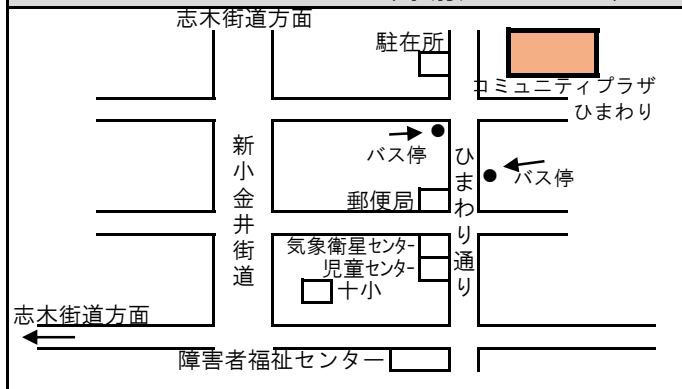 志木街道方面
駐在所
コミュニティプラザ
ひまわり
バス停
バス停
新小金井街道
ひまわり通り
郵便局
気象衛星センター
児童センター
十小
志木街道方面
障害者福祉センター